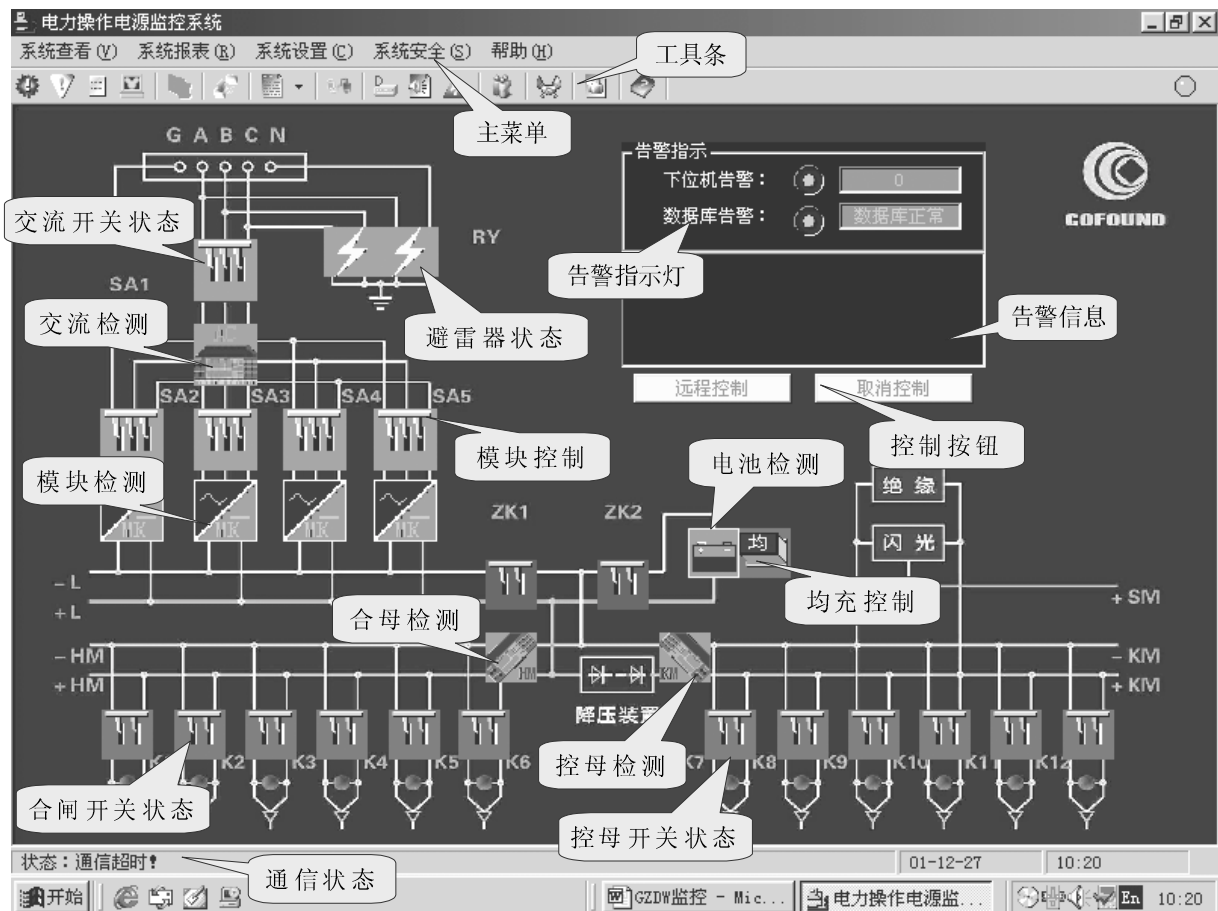 电力操作电源监控系统
系统查看(V) 系统报表(R) 系统设置(C) 系统安全(S) 帮助(H)
工具条
主菜单
G A B C N
告警指示
下位机告警： 0
数据库告警： 数据库正常
COFOUND
交流开关状态
RY
告警指示灯
SA1
告警信息
交流检测
避雷器状态
AC
远程控制 取消控制
SA2 SA3 SA4 SA5
模块控制
控制按钮
电池检测
模块检测
绝缘
MK MK MK MK
ZK1 ZK2
均
闪光
-L
均充控制
+SM
+L
合母检测
-HM
-KM
HM
KM
+HM
+KM
降压装置
K2 K3 K4 K5 K6
控母检测
K7 K8 K9 K10 K11 K12
合闸开关状态
控母开关状态
状态：通信超时!
01-12-27 10:20
通信状态
开始
GZDW监控 - Mic...
电力操作电源监...
En 10:20